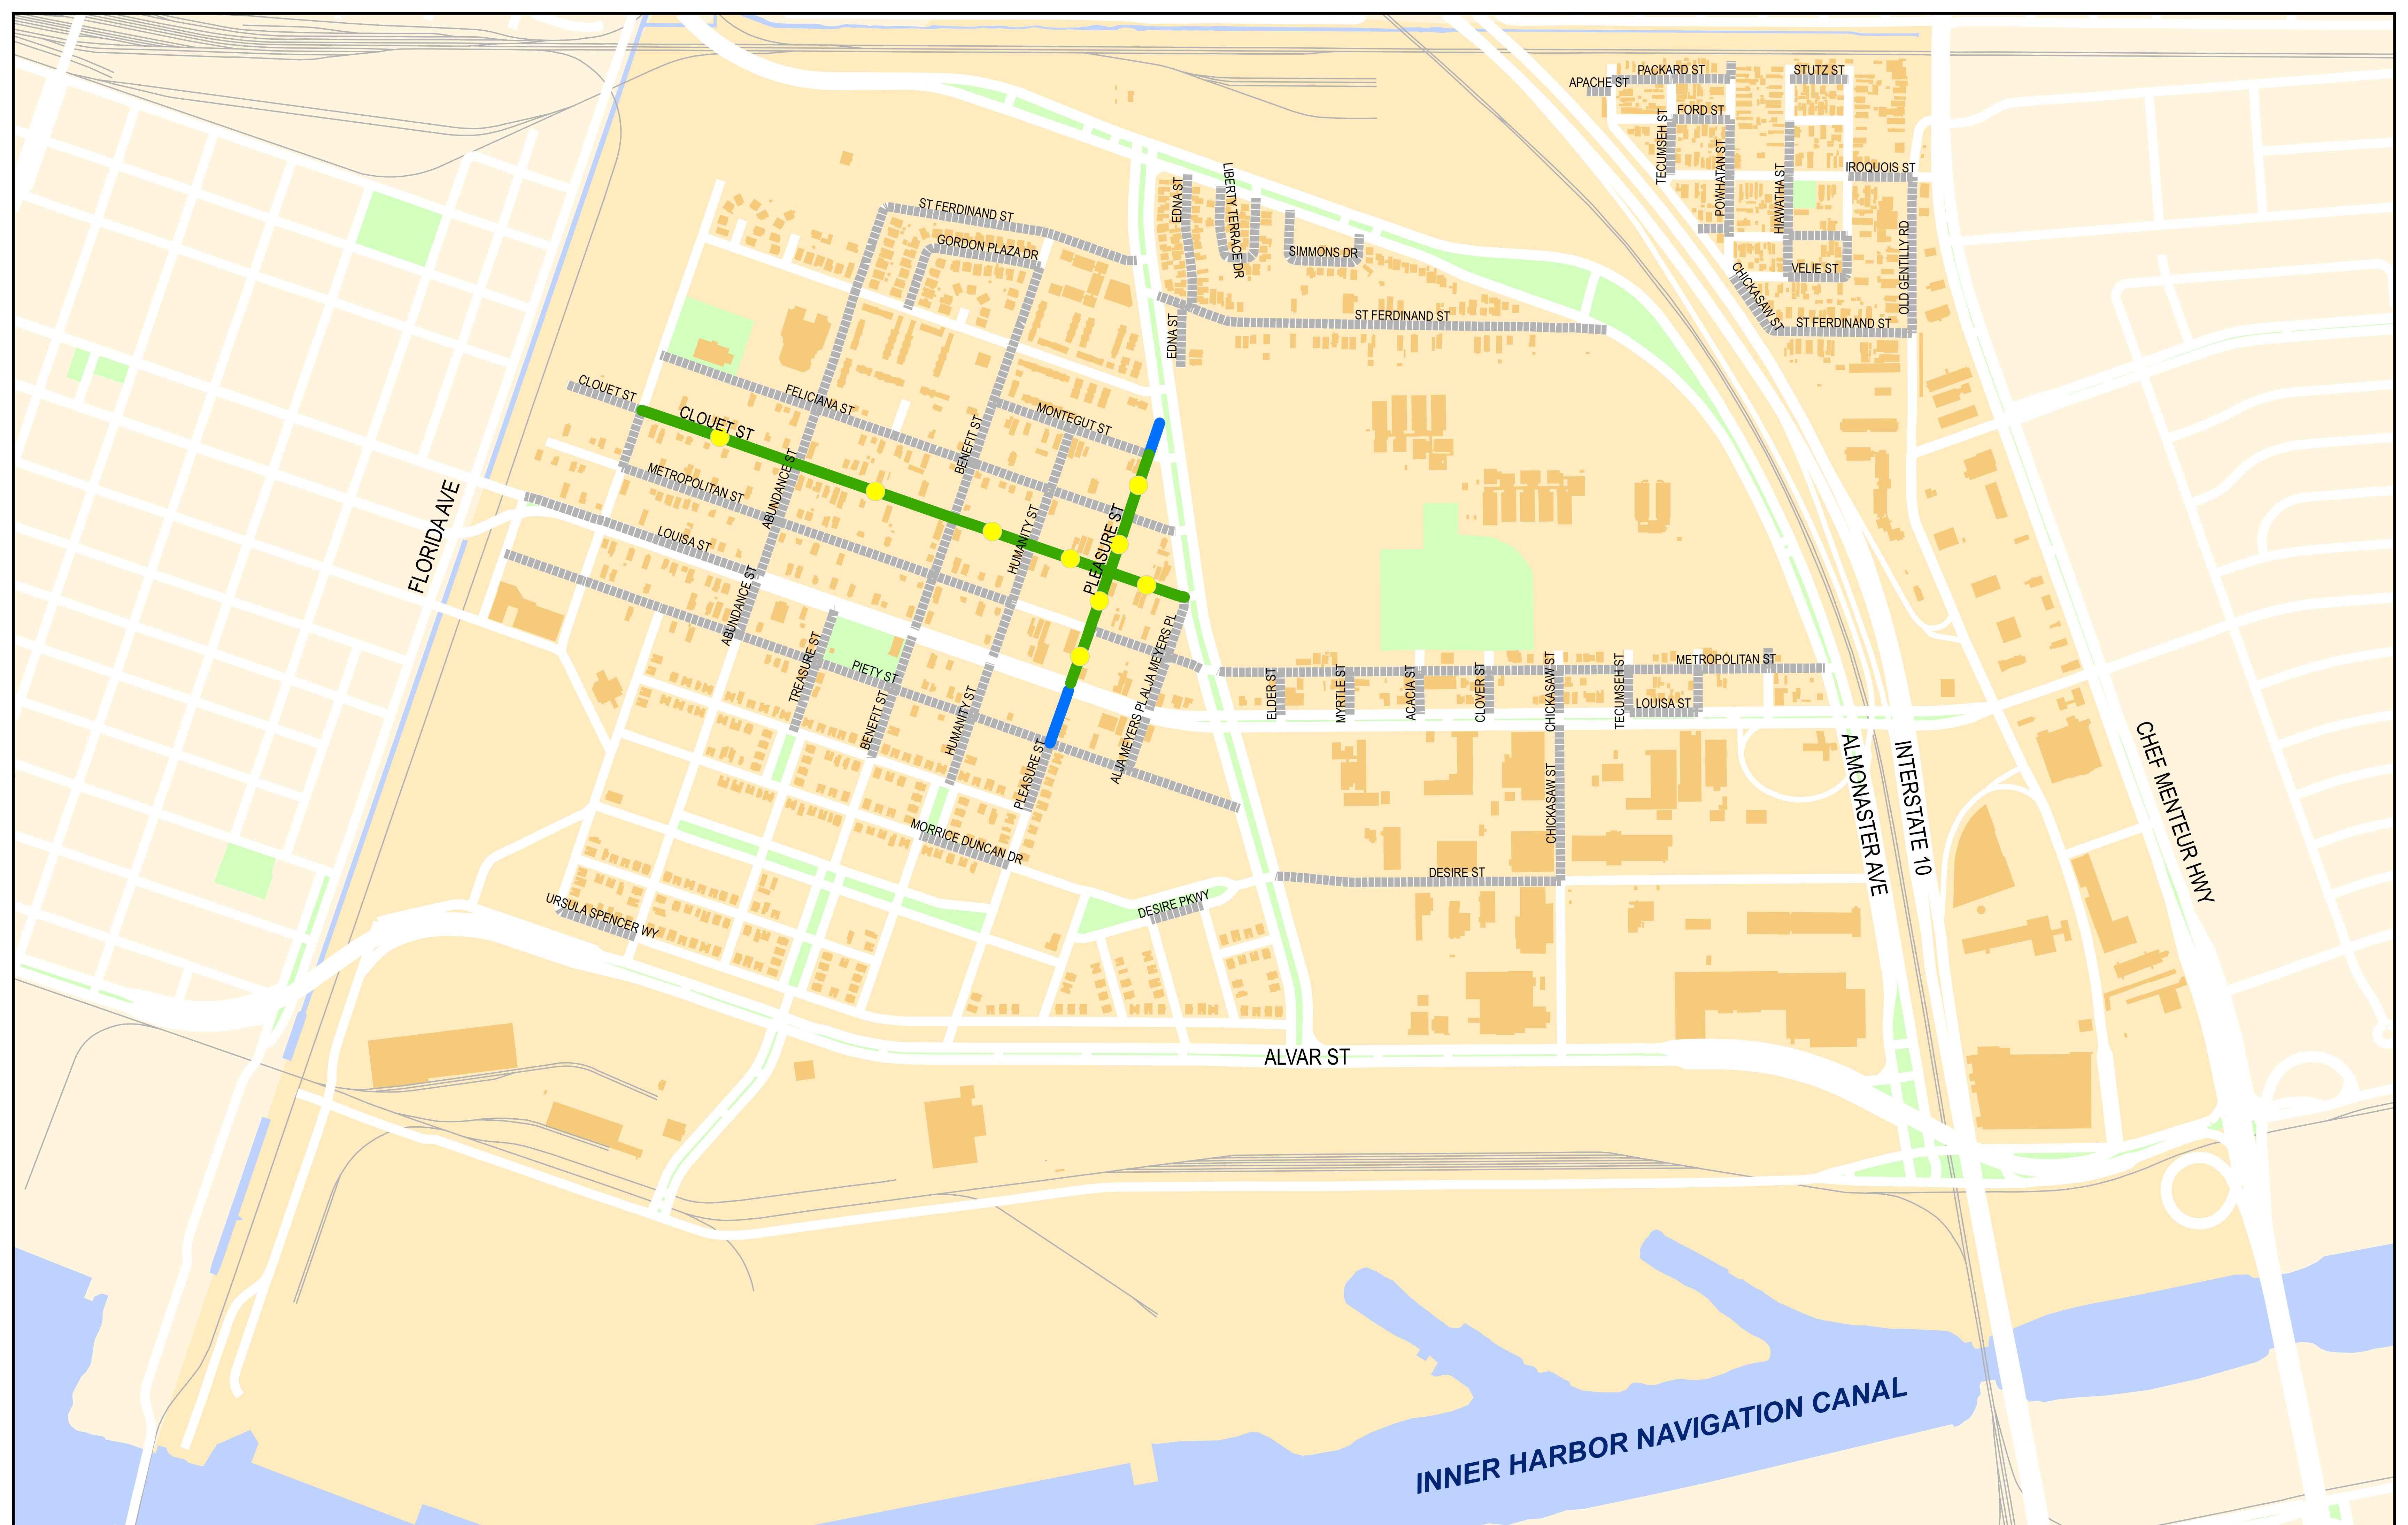 PACKARD ST
STUTZ ST
APACHE ST
FORD ST
TECUMSEH ST
POWHATAN ST
HIAWATHA ST
IROQUOIS ST
OLD GENTILLY RD
VELIE ST
CHICKASAW ST
ST FERDINAND ST
EDNA ST
LIBERTY TERRACE DR
SIMMONS DR
ST FERDINAND ST
GORDON PLAZA DR
ST FERDINAND ST
EDNA ST
CLOUET ST
CLOUET ST
FELICIANA ST
MONTEGUT ST
BENEFIT ST
ABUNDANCE ST
METROPOLITAN ST
LOUISA ST
HUMANITY ST
PLEASURE ST
FLORIDA AVE
ABUNDANCE ST
TREASURE ST
PIETY ST
BENEFIT ST
HUMANITY ST
PLEASURE ST
ALJA MEYERS PL
ALJA MEYERS PL
ELDER ST
MYRTLE ST
ACACIA ST
CLOVER ST
CHICKASAW ST
TECUMSEH ST
METROPOLITAN ST
LOUISA ST
CHICKASAW ST
ALMONASTER AVE
INTERSTATE 10
CHEF MENTEUR HWY
MORRICE DUNCAN DR
DESIRE ST
DESIRE PKWY
URSULA SPENCER WY
ALVAR ST
INNER HARBOR NAVIGATION CANAL